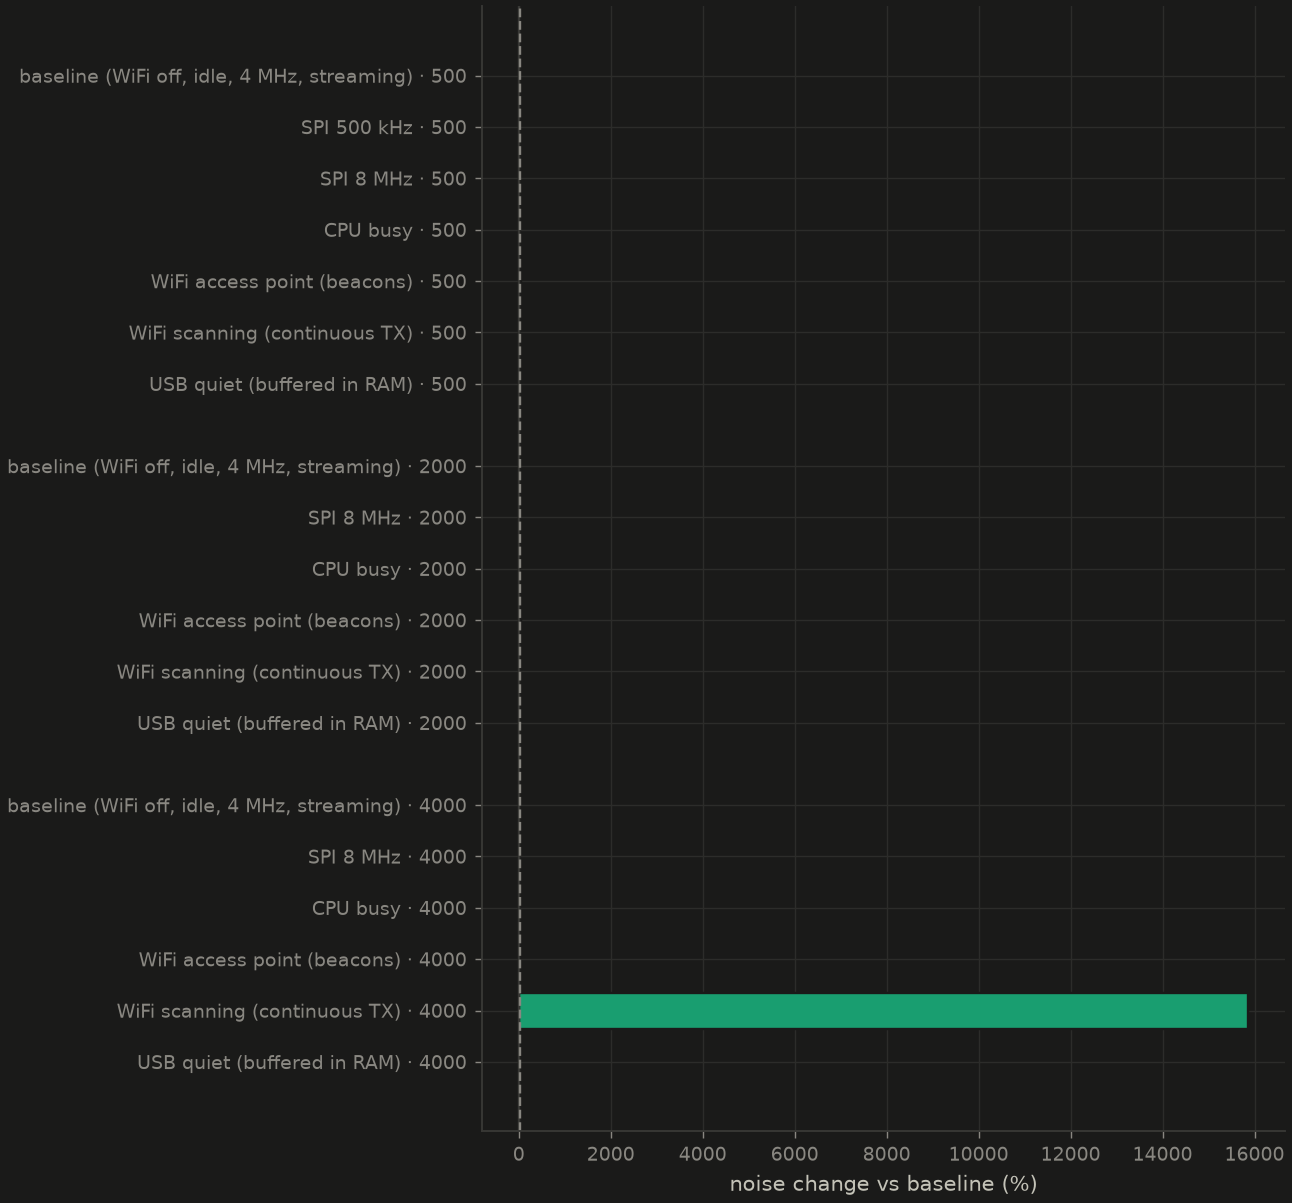 baseline (WiFi off, idle, 4 MHz, streaming) · 500
SPI 500 kHz · 500
SPI 8 MHz · 500
CPU busy · 500
WiFi access point (beacons) · 500
WiFi scanning (continuous TX) · 500
USB quiet (buffered in RAM) · 500
baseline (WiFi off, idle, 4 MHz, streaming) · 2000
SPI 8 MHz · 2000
CPU busy · 2000
WiFi access point (beacons) · 2000
WiFi scanning (continuous TX) · 2000
USB quiet (buffered in RAM) · 2000
baseline (WiFi off, idle, 4 MHz, streaming) · 4000
SPI 8 MHz · 4000
CPU busy · 4000
WiFi access point (beacons) · 4000
WiFi scanning (continuous TX) · 4000
USB quiet (buffered in RAM) · 4000
0 2000 4000 6000 8000 10000 12000 14000 16000
noise change vs baseline (%)